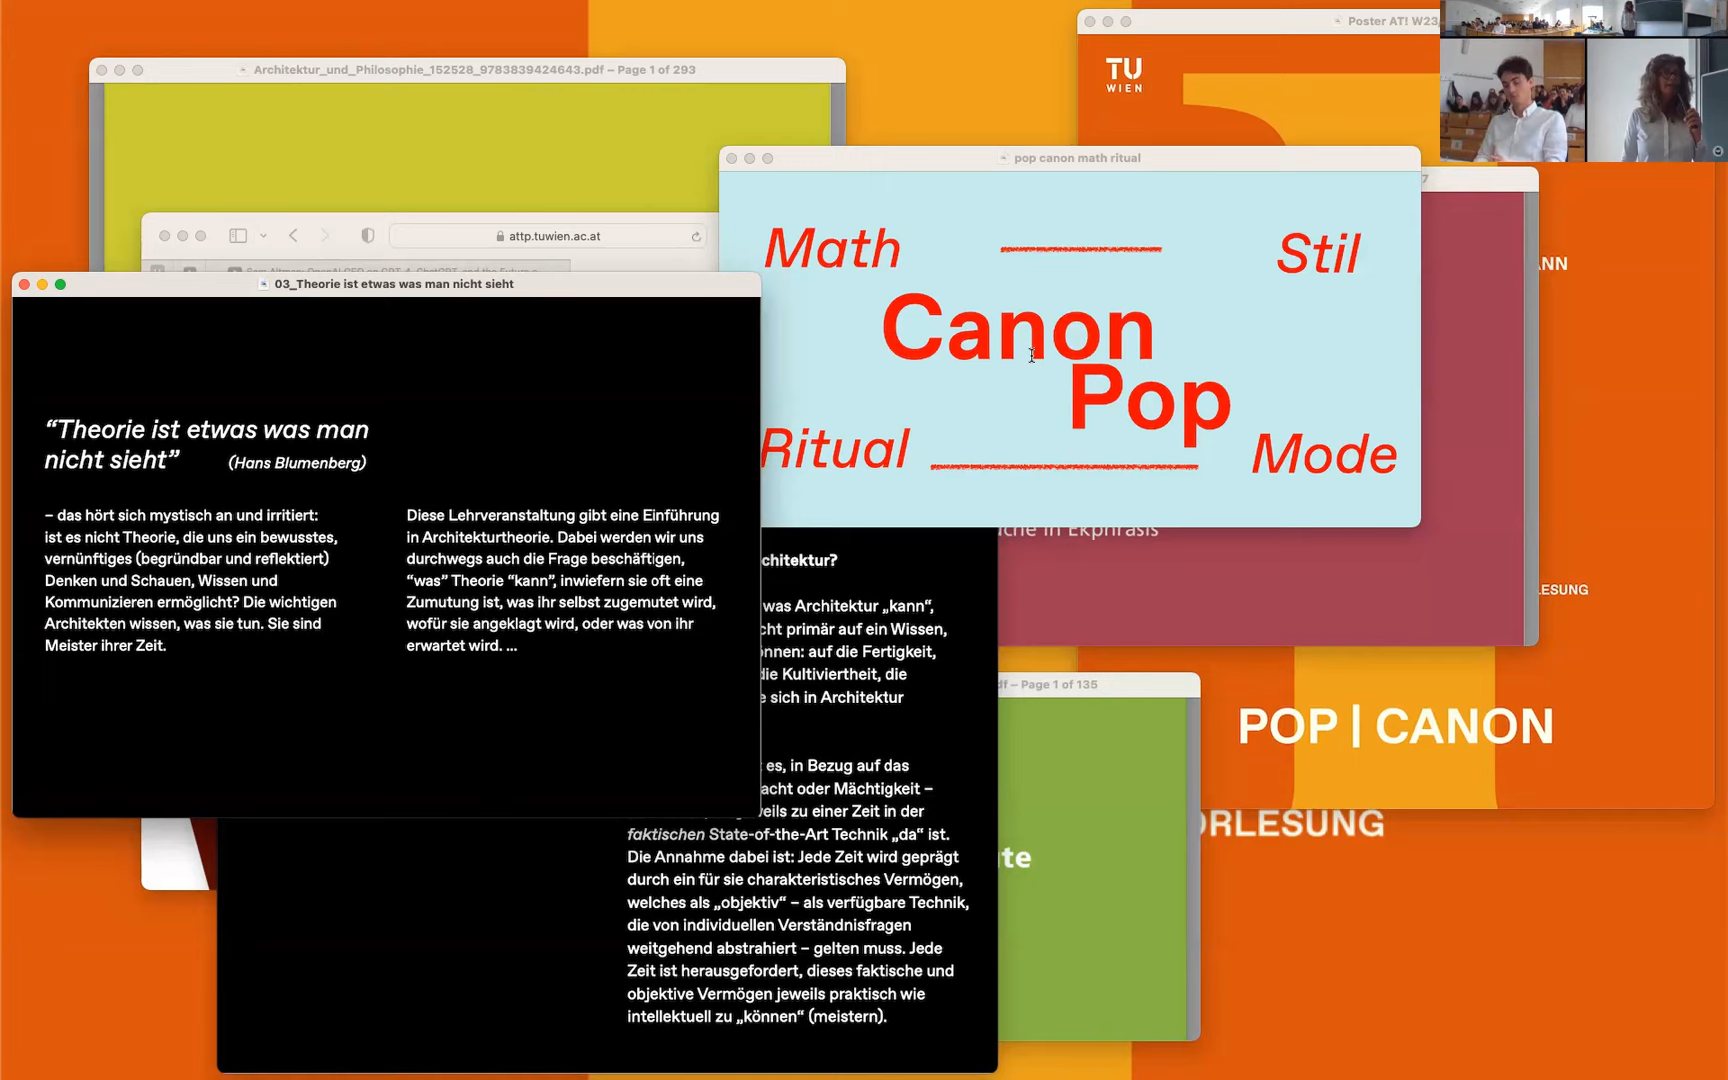 Poster AT! W23
TU
WIEN
Architektur_und_Philosophie_152528_9783839424643.pdf – Page 1 of 293
pop canon math ritual
7
attp.tuwien.ac.at
Math
Stil
Canon
Pop
Ritual
Mode
ANN
03_Theorie ist etwas was man nicht sieht
“Theorie ist etwas was man
nicht sieht” (Hans Blumenberg)
– das hört sich mystisch an und irritiert:
ist es nicht Theorie, die uns ein bewusstes,
vernünftiges (begründbar und reflektiert)
Denken und Schauen, Wissen und
Kommunizieren ermöglicht? Die wichtigen
Architekten wissen, was sie tun. Sie sind
Meister ihrer Zeit.
Diese Lehrveranstaltung gibt eine Einführung
in Architekturtheorie. Dabei werden wir uns
durchwegs auch die Frage beschäftigen,
“was” Theorie “kann”, inwiefern sie oft eine
Zumutung ist, was ihr selbst zugemutet wird,
wofür sie angeklagt wird, oder was von ihr
erwartet wird. ...
che in Ekphrasis
chitektur?
was Architektur „kann“,
cht primär auf ein Wissen,
önnen: auf die Fertigkeit,
die Kultiviertheit, die
e sich in Architektur
es, in Bezug auf das
acht oder Mächtigkeit –
eils zu einer Zeit in der
faktischen State-of-the-Art Technik „da“ ist.
Die Annahme dabei ist: Jede Zeit wird geprägt
durch ein für sie charakteristisches Vermögen,
welches als „objektiv“ – als verfügbare Technik,
die von individuellen Verständnisfragen
weitgehend abstrahiert – gelten muss. Jede
Zeit ist herausgefordert, dieses faktische und
objektive Vermögen jeweils praktisch wie
intellektuell zu „können“ (meistern).
ESUNG
df – Page 1 of 135
POP | CANON
ORLESUNG
te